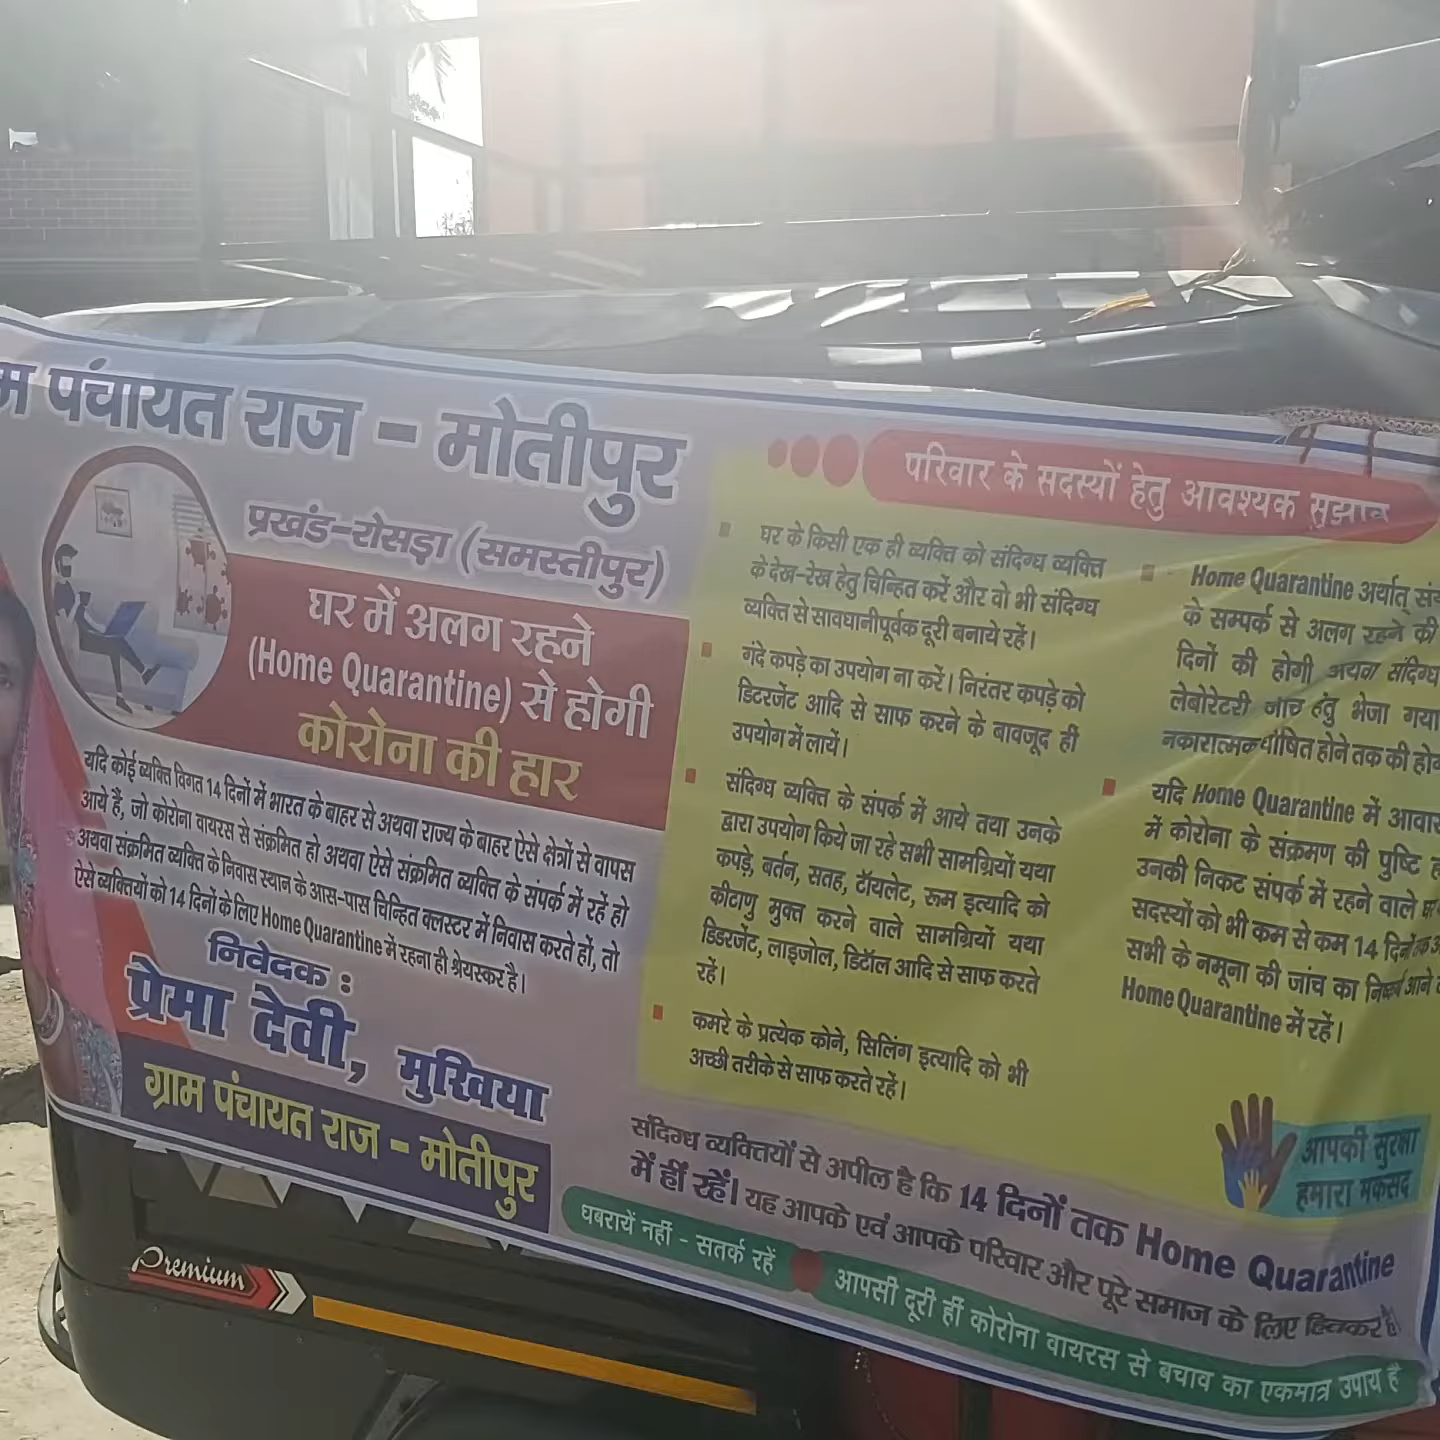 पंचायत राज - मोतीपुर
प्रखंड-रोसड़ा (समस्तीपुर)
घर में अलग रहने
(Home Quarantine) से होगी
कोरोना की हार
यदि कोई व्यक्ति विगत 14 दिनों में भारत के बाहर से अथवा राज्य के बाहर ऐसे क्षेत्रों से वापस
आये हैं, जो कोरोना वायरस से संक्रमित हो अथवा ऐसे संक्रमित व्यक्ति के संपर्क में रहें हो
अथवा संक्रमित व्यक्ति के निवास स्थान के आस-पास चिन्हित क्लस्टर में निवास करते हों, तो
ऐसे व्यक्तियों को 14 दिनों के लिए Home Quarantine में रहना ही श्रेयस्कर है।
निवेदक :
प्रेमा देवी, मुखिया
ग्राम पंचायत राज - मोतीपुर
परिवार के सदस्यों हेतु आवश्यक सुझाव
घर के किसी एक ही व्यक्ति को संदिग्ध व्यक्ति
के देख-रेख हेतु चिन्हित करें और वो भी संदिग्ध
व्यक्ति से सावधानीपूर्वक दूरी बनाये रहें।
गंदे कपड़े का उपयोग ना करें। निरंतर कपड़े को
डिटरजेंट आदि से साफ करने के बावजूद ही
उपयोग में लायें।
संदिग्ध व्यक्ति के संपर्क में आये तथा उनके
द्वारा उपयोग किये जा रहे सभी सामग्रियों यथा
कपड़े, बर्तन, सतह, टॉयलेट, रूम इत्यादि को
कीटाणु मुक्त करने वाले सामग्रियों यथा
डिडरजेंट, लाइजोल, डिटॉल आदि से साफ करते
रहें।
कमरे के प्रत्येक कोने, सिलिंग इत्यादि को भी
अच्छी तरीके से साफ करते रहें।
Home Quarantine अर्थात्
के सम्पर्क से अलग रहने की
दिनों की होगी अथवा संदिग्ध
लेबोरेटरी जांच हेतु भेजा गया
नकारात्मक घोषित होने तक की
यदि Home Quarantine में
में कोरोना के संक्रमण की पुष्टि
उनकी निकट संपर्क में रहने वाले
सदस्यों को भी कम से कम 14 दिनों तक
सभी के नमूना की जांच का निष्कर्ष आने
Home Quarantine में रहें।
आपकी सुरक्षा
हमारा मकसद
संदिग्ध व्यक्तियों से अपील है कि 14 दिनों तक Home Quarantine
में हीं रहें। यह आपके एवं आपके परिवार और पूरे समाज के लिए हितकर है।
घबरायें नहीं - सतर्क रहें आपसी दूरी हीं कोरोना वायरस से बचाव का एकमात्र उपाय है
Premium